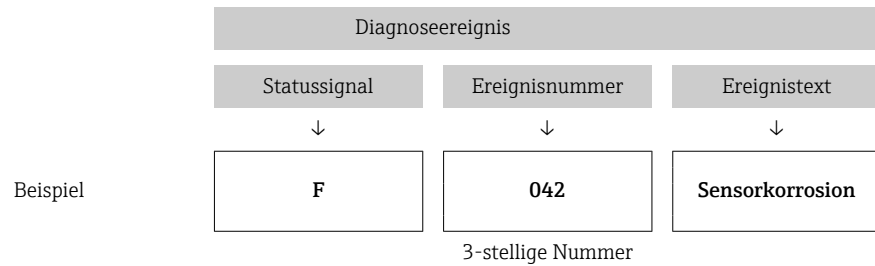 Diagnoseereignis
Statussignal Ereignisnummer Ereignistext
↓ ↓ ↓
Beispiel F 042 Sensorkorrosion
3-stellige Nummer